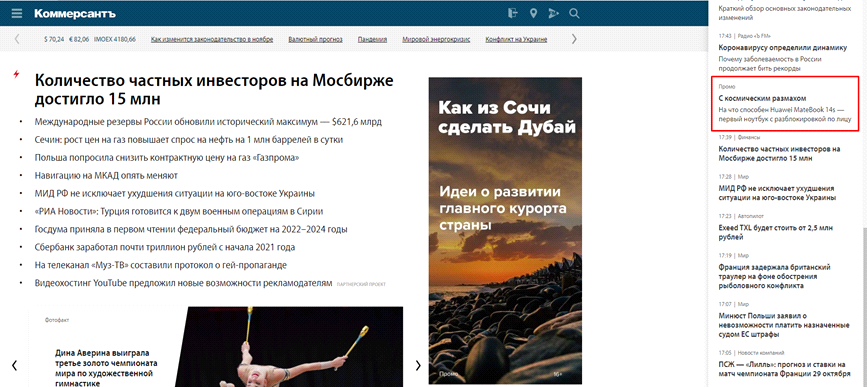 Коммерсантъ
$ 70,24 € 82,06 IMOEX 4180,66 Как изменится законодательство в ноябре Валютный прогноз Пандемия Мировой энергокризис Конфликт на Украине
Количество частных инвесторов на Мосбирже
достигло 15 млн
• Международные резервы России обновили исторический максимум — $621,6 млрд
• Сечин: рост цен на газ повышает спрос на нефть на 1 млн баррелей в сутки
• Польша попросила снизить контрактную цену на газ «Газпрома»
• Навигацию на МКАД опять меняют
• МИД РФ не исключает ухудшения ситуации на юго-востоке Украины
• «РИА Новости»: Турция готовится к двум военным операциям в Сирии
• Госдума приняла в первом чтении федеральный бюджет на 2022–2024 годы
• Сбербанк заработал почти триллион рублей с начала 2021 года
• На телеканал «Муз-ТВ» составили протокол о гей-пропаганде
• Видеохостинг YouTube предложил новые возможности рекламодателям ПАРТНЕРСКИЙ ПРОЕКТ
Фотофакт
Дина Аверина выиграла
третье золото чемпионата
мира по художественной
гимнастике
Как из Сочи
сделать Дубай
Идеи о развитии
главного курорта
страны
Промо 16+
Краткий обзор основных законодательных
изменений
17:43 | Радио «Ъ FM»
Коронавирусу определили динамику
Почему заболеваемость в России
продолжает бить рекорды
Промо
С космическим размахом
На что способен Huawei MateBook 14s —
первый ноутбук с разблокировкой по лицу
17:39 | Финансы
Количество частных инвесторов на
Мосбирже достигло 15 млн
17:28 | Мир
МИД РФ не исключает ухудшения
ситуации на юго-востоке Украины
17:23 | Автопилот
Exeed TXL будет стоить от 2,5 млн
рублей
17:19 | Мир
Франция задержала британский
траулер на фоне обострения
рыболовного конфликта
17:07 | Мир
Минюст Польши заявил о
невозможности платить назначенные
судом ЕС штрафы
17:05 | Новости компаний
ПСЖ — «Лилль»: прогноз и ставки на
матч чемпионата Франции 29 октября